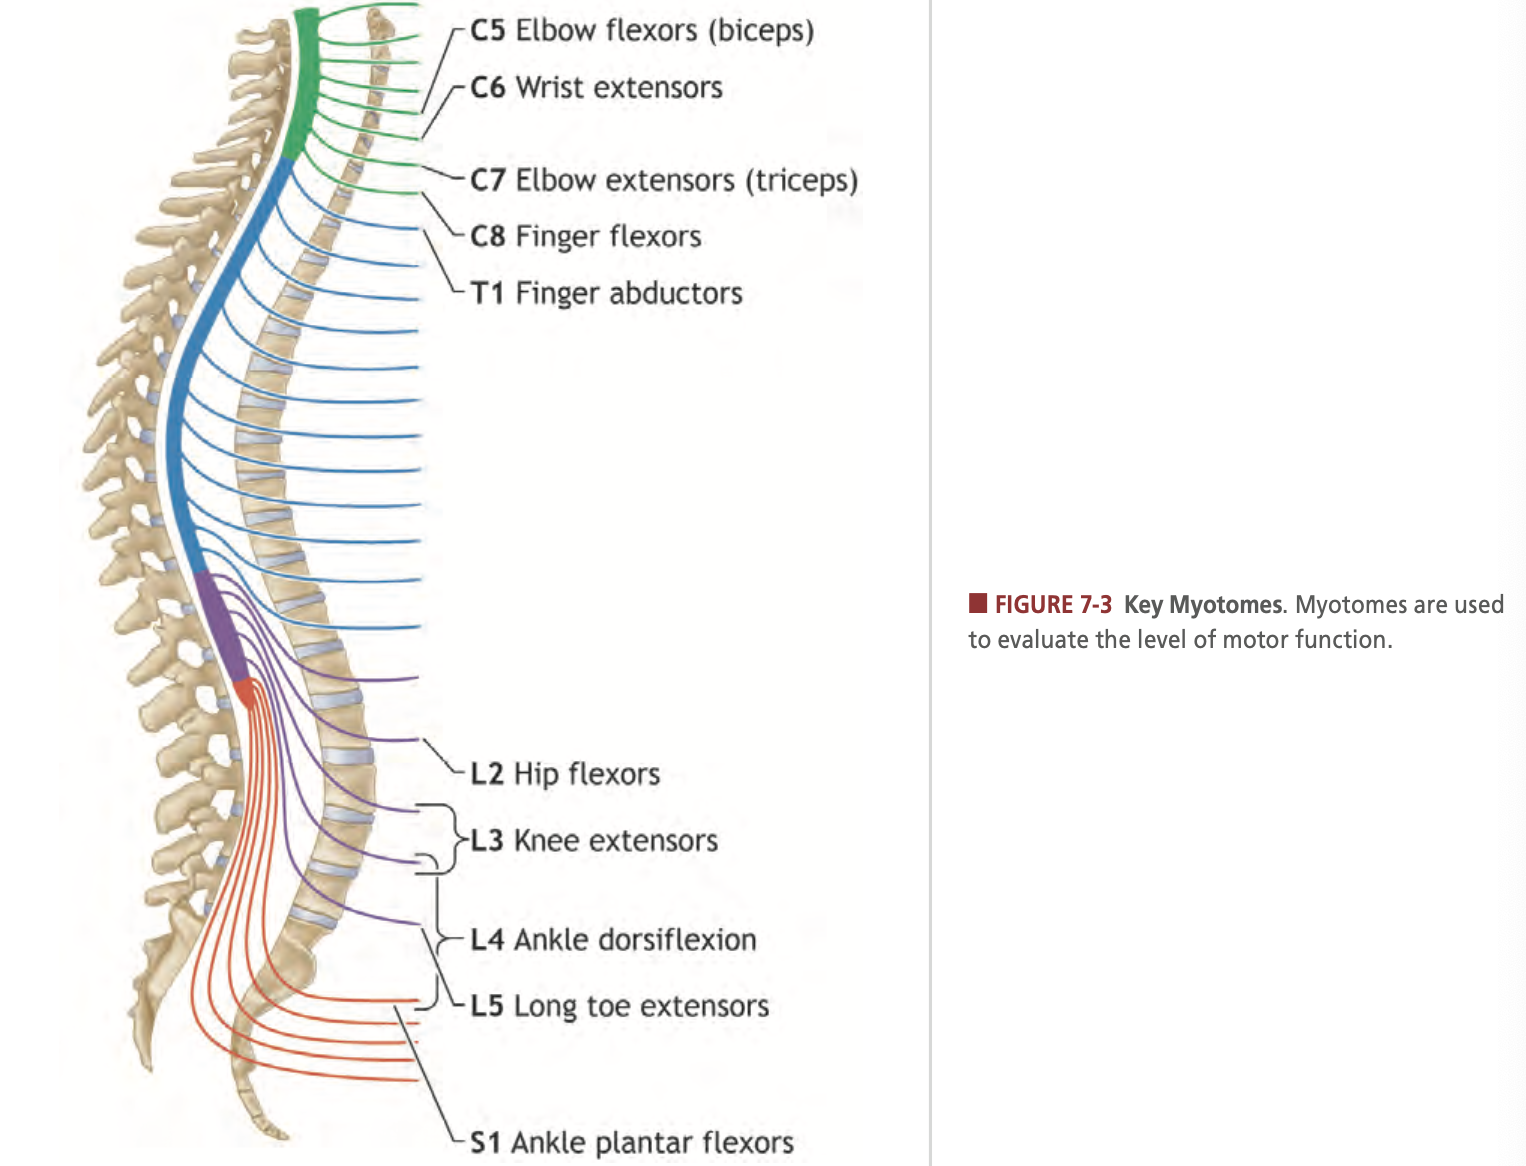 C5 Elbow flexors (biceps)
C6 Wrist extensors
C7 Elbow extensors (triceps)
C8 Finger flexors
T1 Finger abductors
L2 Hip flexors
L3 Knee extensors
L4 Ankle dorsiflexion
L5 Long toe extensors
S1 Ankle plantar flexors
FIGURE 7-3 Key Myotomes. Myotomes are used
to evaluate the level of motor function.